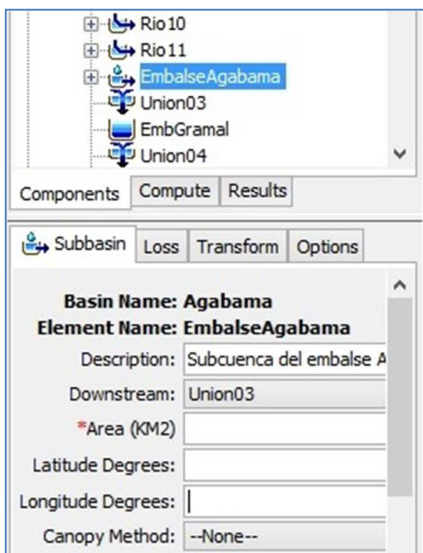 Rio10
Rio11
EmbalseAgabama
Union03
EmbGramal
Union04
Components Compute Results
Subbasin Loss Transform Options
Basin Name: Agabama
Element Name: EmbalseAgabama
Description: Subcuenca del embalse A
Downstream: Union03
*Area (KM2)
Latitude Degrees:
Longitude Degrees:
Canopy Method: --None--